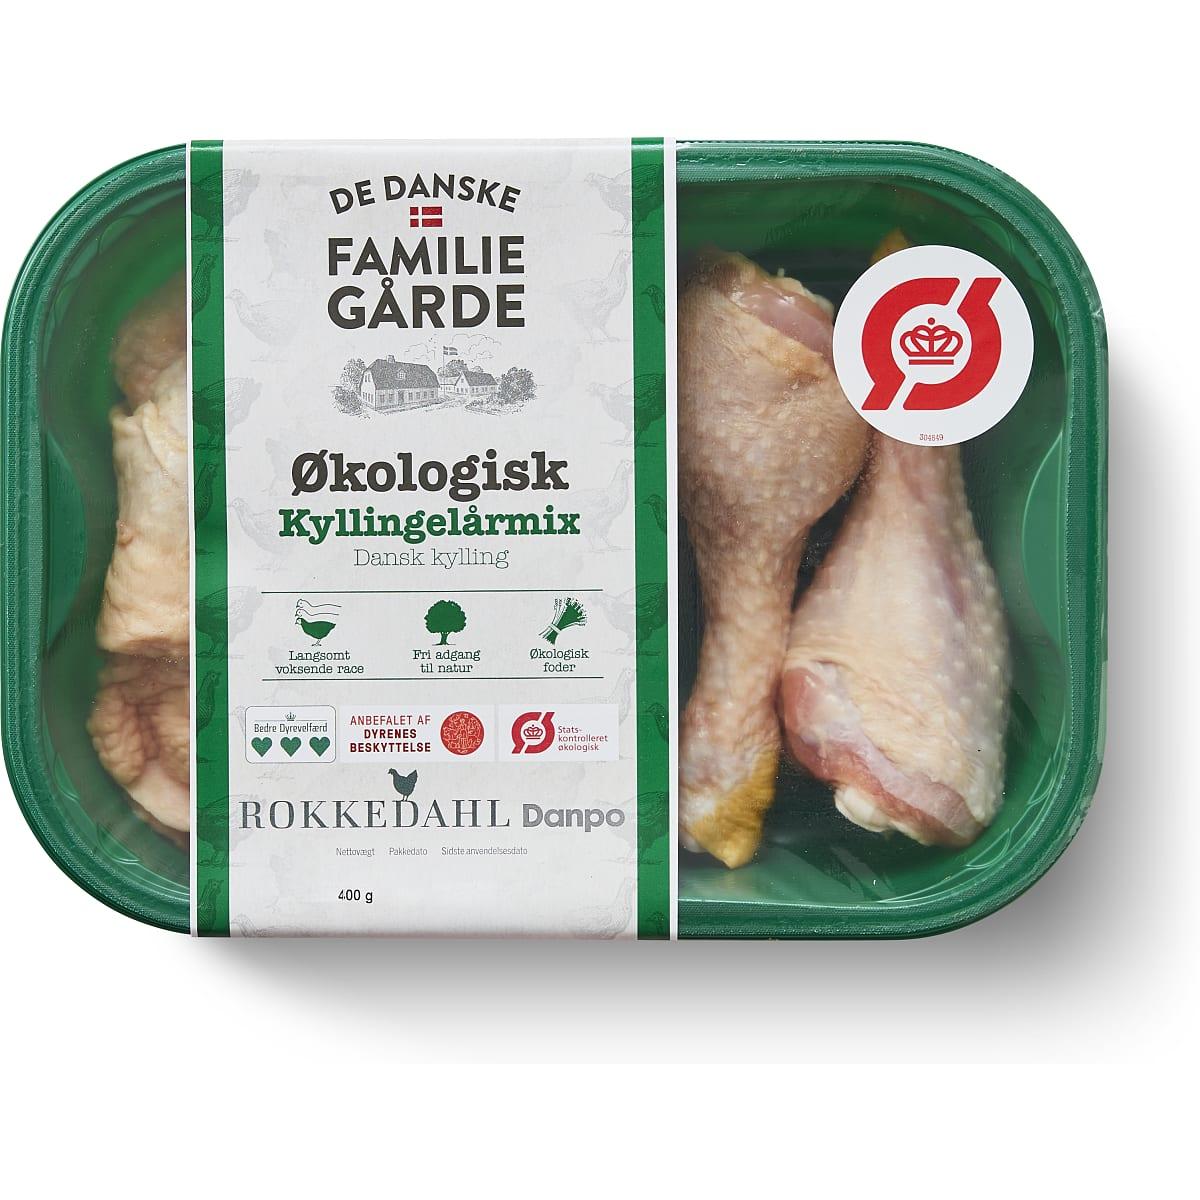 DE DANSKE
FAMILIE
GÅRDE
Økologisk
Kyllingelårmix
Dansk kylling
Langsomt
voksende race
Fri adgang
til natur
Økologisk
foder
Bedre Dyrevelfærd
ANBEFALET AF
DYRENES
BESKYTTELSE
Ø
Stats-
kontrolleret
økologisk
ROKKEDAHL
Danpo
Nettovægt Pakkedato Sidste anvendelsesdato
400 g
Ø
304649